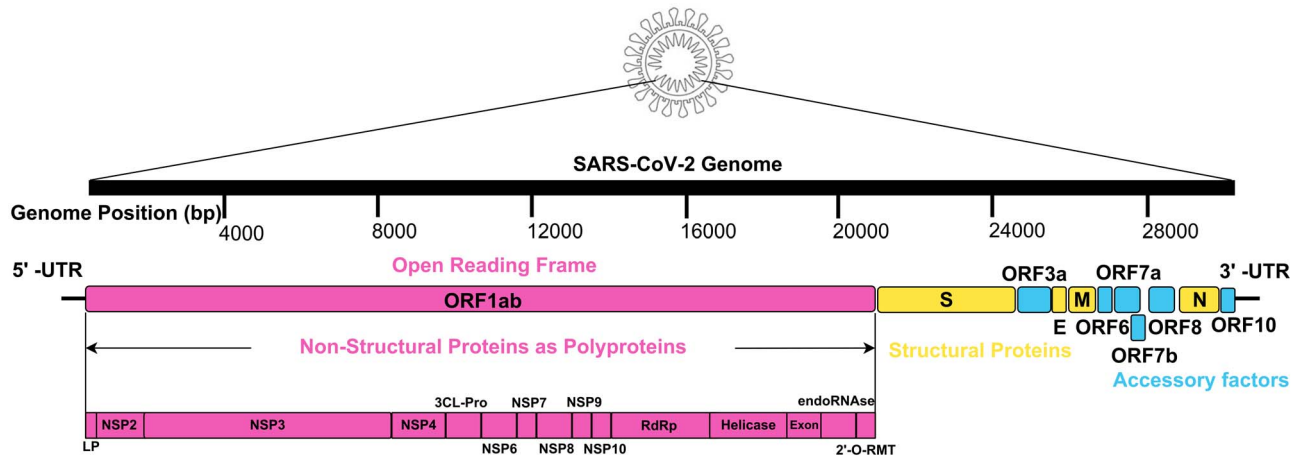 SARS-CoV-2 Genome
Genome Position (bp)
4000
8000
12000
16000
20000
24000
28000
5' -UTR
Open Reading Frame
ORF3a
ORF7a
3' -UTR
ORF1ab
S
M
N
E
ORF6
ORF8
ORF10
ORF7b
Non-Structural Proteins as Polyproteins
Structural Proteins
Accessory factors
3CL-Pro
NSP7
NSP9
endoRNAse
NSP2
NSP3
NSP4
RdRp
Helicase
Exon
LP
NSP6
NSP8
NSP10
2'-O-RMT